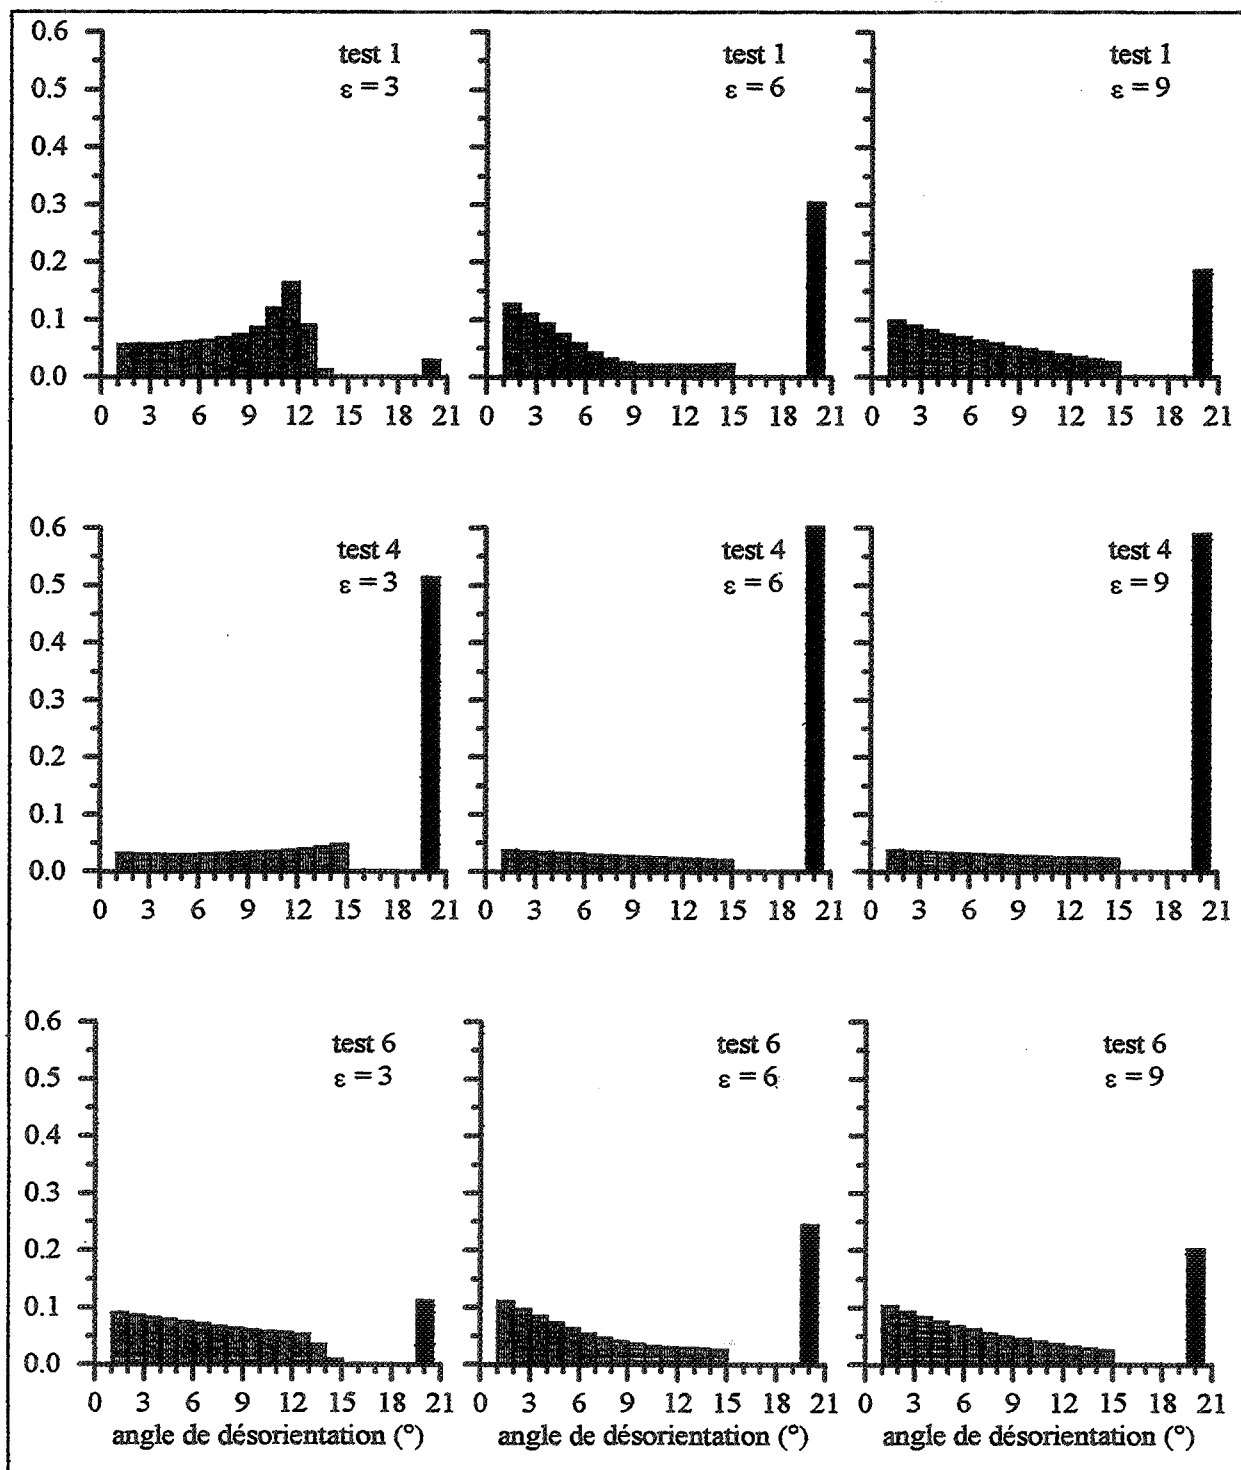 0.6
0.5
0.4
0.3
0.2
0.1
0.0
test 1
ε = 3
0 3 6 9 12 15 18 21
test 1
ε = 6
0 3 6 9 12 15 18 21
test 1
ε = 9
0 3 6 9 12 15 18 21
0.6
0.5
0.4
0.3
0.2
0.1
0.0
test 4
ε = 3
0 3 6 9 12 15 18 21
test 4
ε = 6
0 3 6 9 12 15 18 21
test 4
ε = 9
0 3 6 9 12 15 18 21
0.6
0.5
0.4
0.3
0.2
0.1
0.0
test 6
ε = 3
0 3 6 9 12 15 18 21
angle de désorientation (°)
test 6
ε = 6
0 3 6 9 12 15 18 21
angle de désorientation (°)
test 6
ε = 9
0 3 6 9 12 15 18 21
angle de désorientation (°)